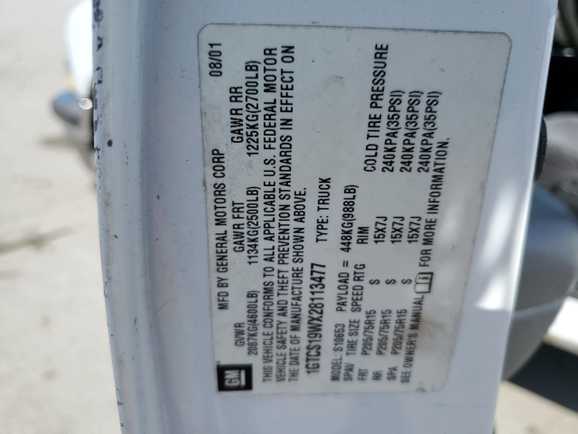 GM
MFD BY GENERAL MOTORS CORP 08/01
GVWR GAWR FRT GAWR RR
2087KG(4600LB) 1134KG(2500LB) 1225KG(2700LB)
THIS VEHICLE CONFORMS TO ALL APPLICABLE U.S. FEDERAL MOTOR
VEHICLE SAFETY AND THEFT PREVENTION STANDARDS IN EFFECT ON
THE DATE OF MANUFACTURE SHOWN ABOVE.
1GTCS19WX28113477 TYPE: TRUCK
MODEL: S10653 PAYLOAD = 448KG(988LB)
SPAV TIRE SIZE SPEED RTG RIM COLD TIRE PRESSURE
FRT P205/75R15 S 15X7J 240KPA(35PSI)
RR P205/75R15 S 15X7J 240KPA(35PSI)
SPA P205/75R15 S 15X7J 240KPA(35PSI)
SEE OWNER'S MANUAL FOR MORE INFORMATION.